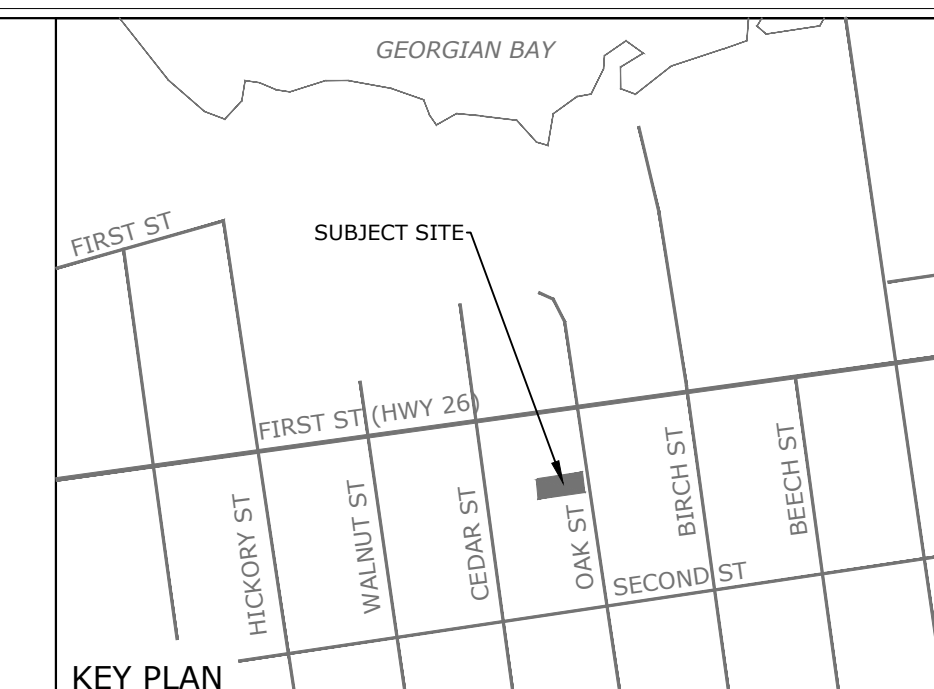 GEORGIAN BAY
FIRST ST
SUBJECT SITE
FIRST ST (HWY 26)
HICKORY ST
WALNUT ST
CEDAR ST
OAK ST
BIRCH ST
BEECH ST
SECOND ST
KEY PLAN